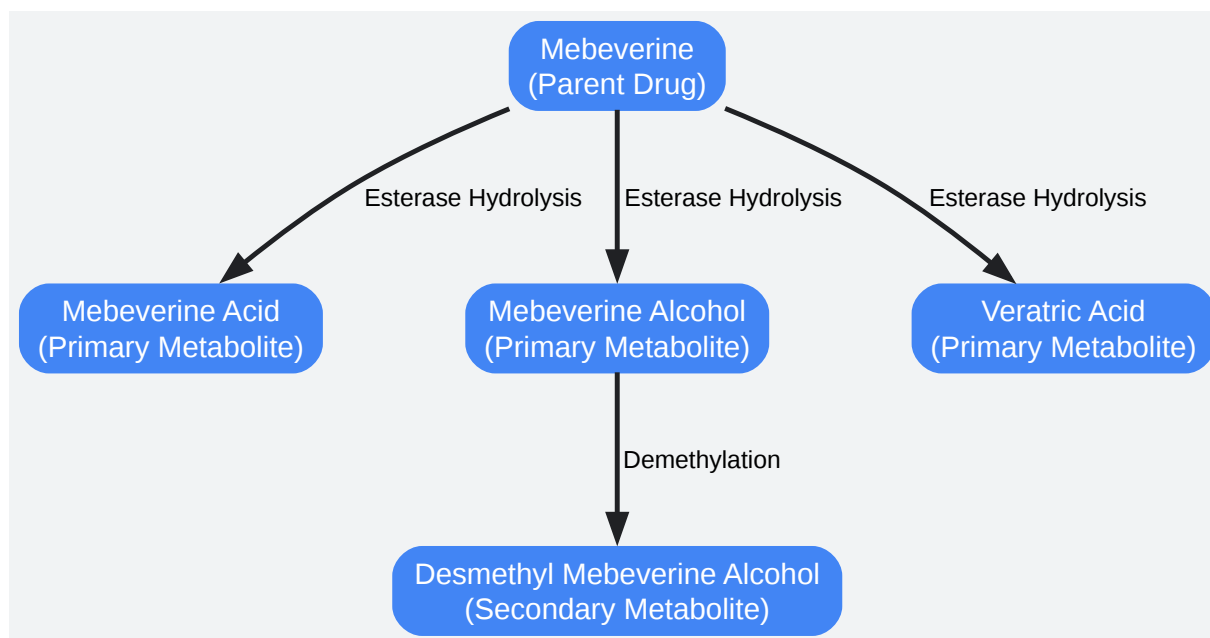 Mebeverine
(Parent Drug)
Esterase Hydrolysis
Esterase Hydrolysis
Esterase Hydrolysis
Mebeverine Acid
(Primary Metabolite)
Mebeverine Alcohol
(Primary Metabolite)
Veratric Acid
(Primary Metabolite)
Demethylation
Desmethyl Mebeverine Alcohol
(Secondary Metabolite)